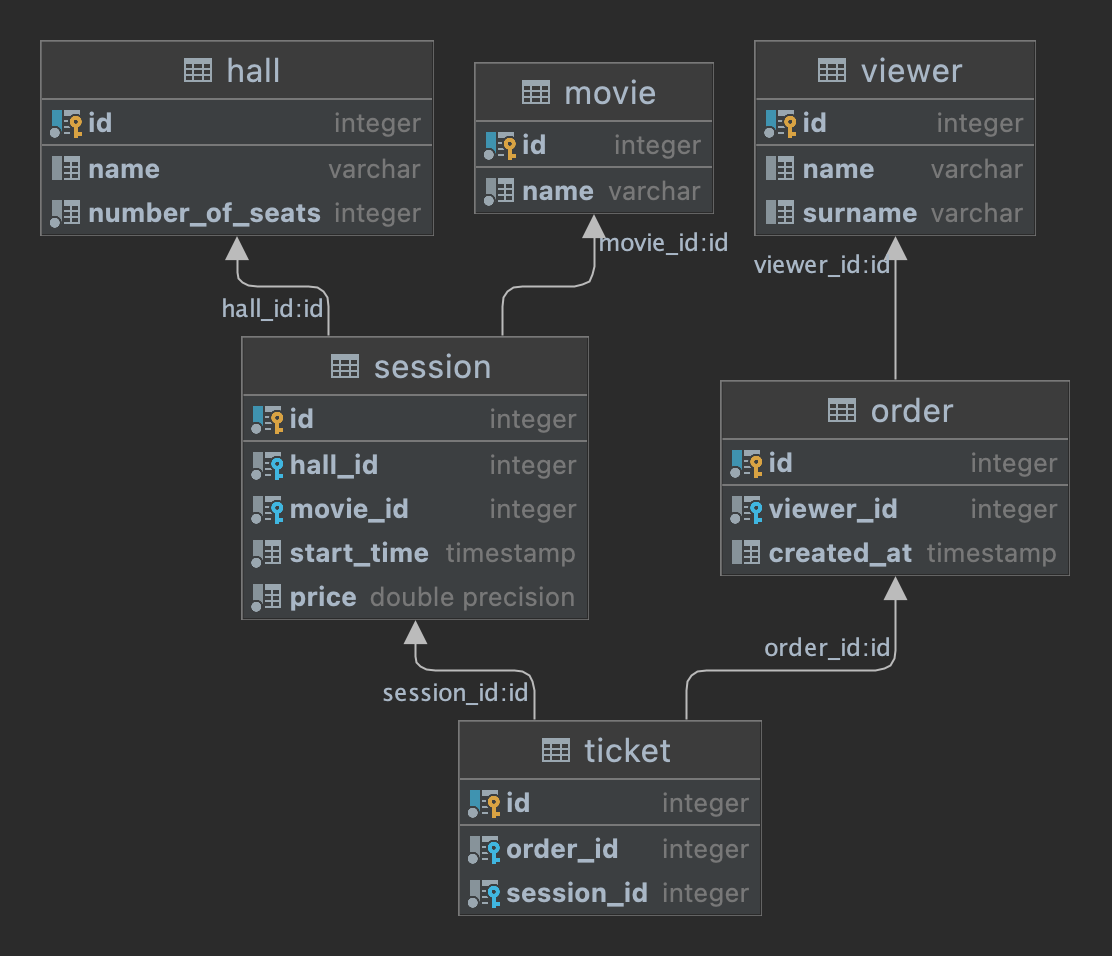 hall
id integer
name varchar
number_of_seats integer
movie
id integer
name varchar
viewer
id integer
name varchar
surname varchar
hall_id:id
movie_id:id
viewer_id:id
session
id integer
hall_id integer
movie_id integer
start_time timestamp
price double precision
order
id integer
viewer_id integer
created_at timestamp
session_id:id
order_id:id
ticket
id integer
order_id integer
session_id integer